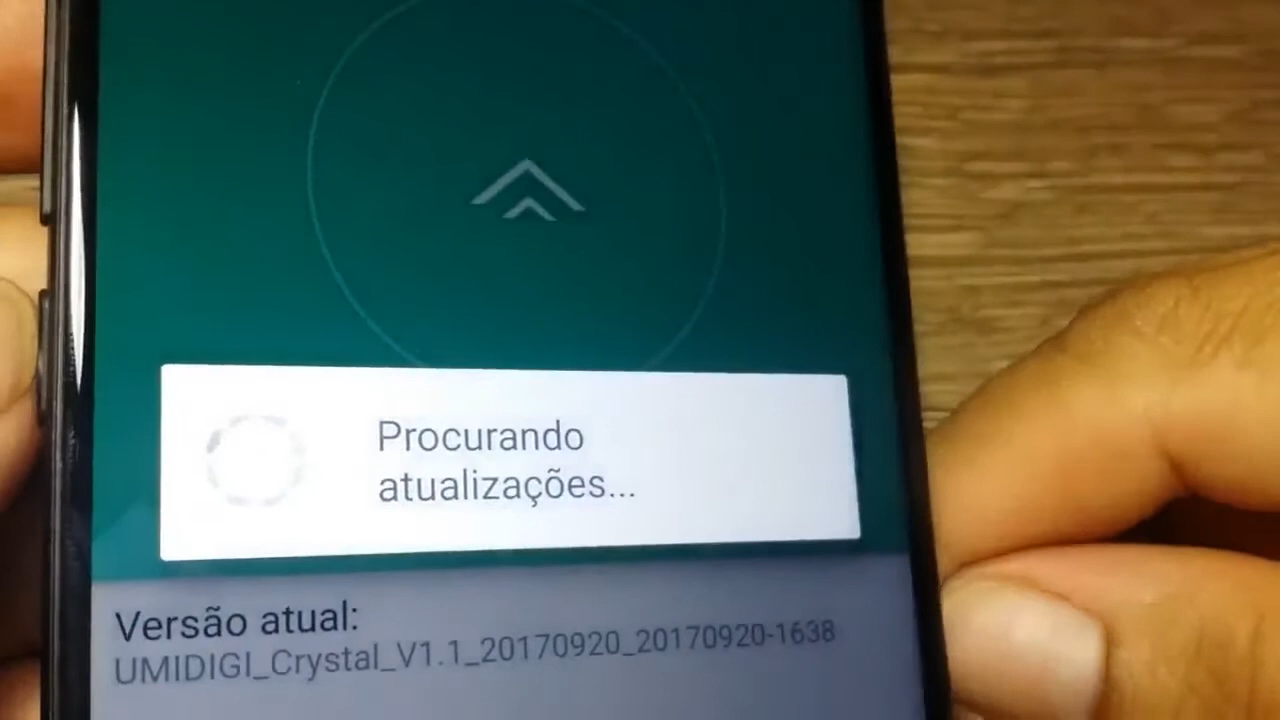 Procurando
atualizações...
Versão atual:
UMIDIGI_Crystal_V1.1_20170920_20170920-1638